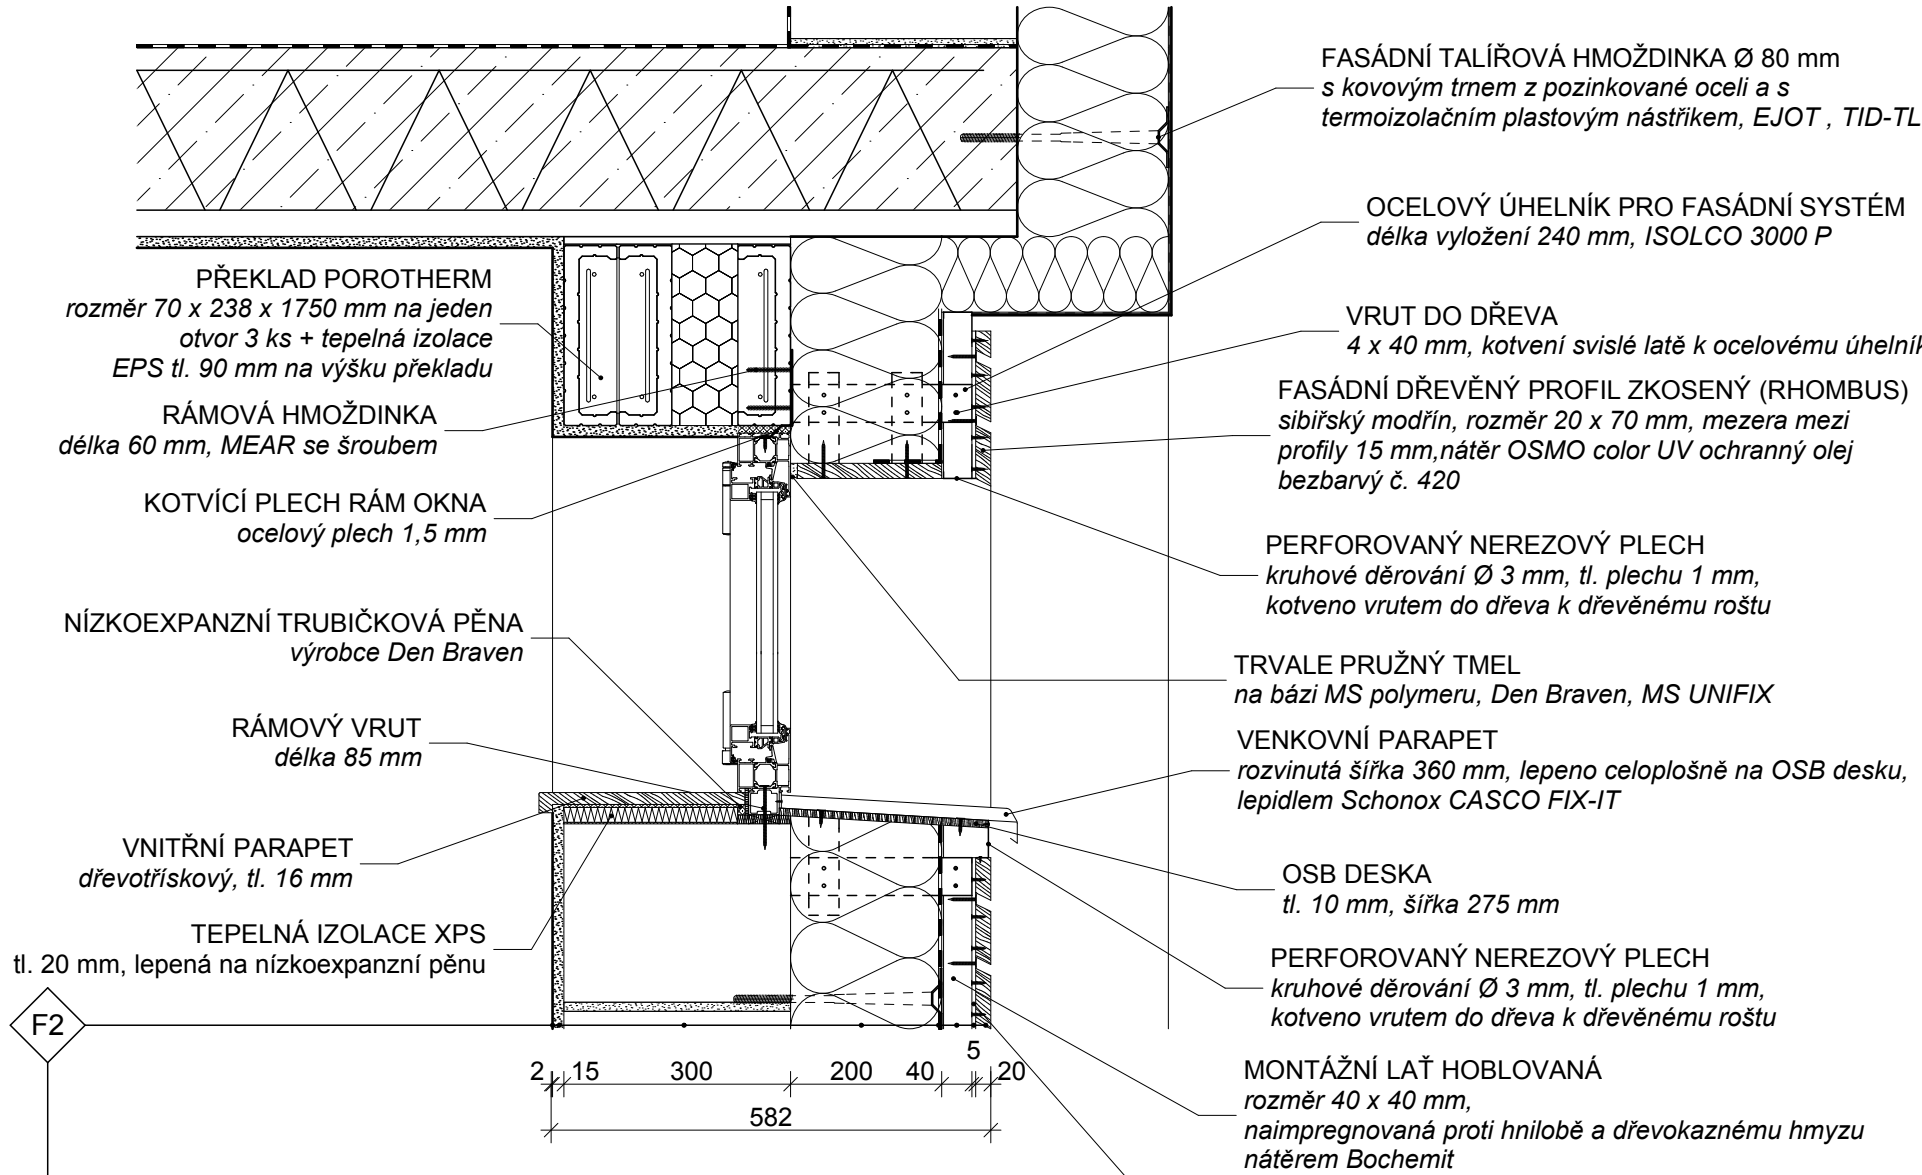 FASÁDNÍ TALÍŘOVÁ HMOŽDINKA Ø 80 mm
s kovovým trnem z pozinkované oceli a s
termoizolačním plastovým nástřikem, EJOT , TID-TL
OCELOVÝ ÚHELNÍK PRO FASÁDNÍ SYSTÉM
délka vyložení 240 mm, ISOLCO 3000 P
VRUT DO DŘEVA
4 x 40 mm, kotvení svislé latě k ocelovému úhelník
FASÁDNÍ DŘEVĚNÝ PROFIL ZKOSENÝ (RHOMBUS)
sibiřský modřín, rozměr 20 x 70 mm, mezera mezi
profily 15 mm,nátěr OSMO color UV ochranný olej
bezbarvý č. 420
PERFOROVANÝ NEREZOVÝ PLECH
kruhové děrování Ø 3 mm, tl. plechu 1 mm,
kotveno vrutem do dřeva k dřevěnému roštu
TRVALE PRUŽNÝ TMEL
na bázi MS polymeru, Den Braven, MS UNIFIX
VENKOVNÍ PARAPET
rozvinutá šířka 360 mm, lepeno celoplošně na OSB desku,
lepidlem Schonox CASCO FIX-IT
OSB DESKA
tl. 10 mm, šířka 275 mm
PERFOROVANÝ NEREZOVÝ PLECH
kruhové děrování Ø 3 mm, tl. plechu 1 mm,
kotveno vrutem do dřeva k dřevěnému roštu
MONTÁŽNÍ LAŤ HOBLOVANÁ
rozměr 40 x 40 mm,
naimpregnovaná proti hnilobě a dřevokaznému hmyzu
nátěrem Bochemit
PŘEKLAD POROTHERM
rozměr 70 x 238 x 1750 mm na jeden
otvor 3 ks + tepelná izolace
EPS tl. 90 mm na výšku překladu
RÁMOVÁ HMOŽDINKA
délka 60 mm, MEAR se šroubem
KOTVÍCÍ PLECH RÁM OKNA
ocelový plech 1,5 mm
NÍZKOEXPANZNÍ TRUBIČKOVÁ PĚNA
výrobce Den Braven
RÁMOVÝ VRUT
délka 85 mm
VNITŘNÍ PARAPET
dřevotřískový, tl. 16 mm
TEPELNÁ IZOLACE XPS
tl. 20 mm, lepená na nízkoexpanzní pěnu
F2
2 15 300 200 40 5 20
582